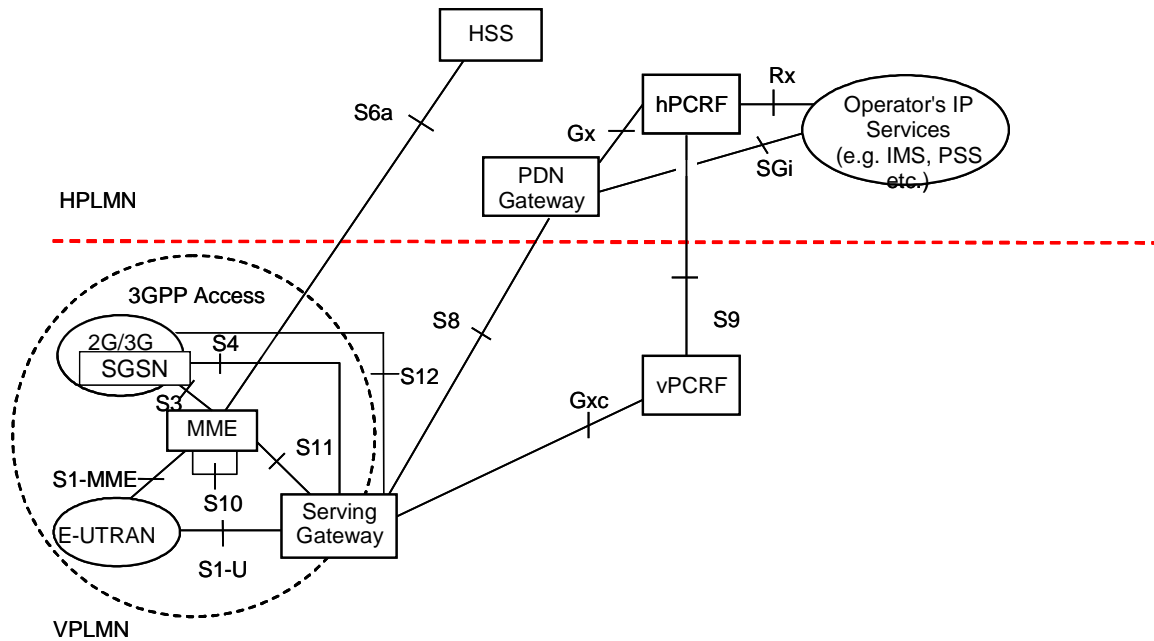 HSS
Rx
hPCRF
Operator's IP
Services
(e.g. IMS, PSS
etc.)
S6a
Gx
SGi
PDN
Gateway
HPLMN
3GPP Access
2G/3G
SGSN
S4
S8
S9
S12
vPCRF
S3
Gxc
MME
S11
S1-MME
S10
E-UTRAN
Serving
Gateway
S1-U
VPLMN